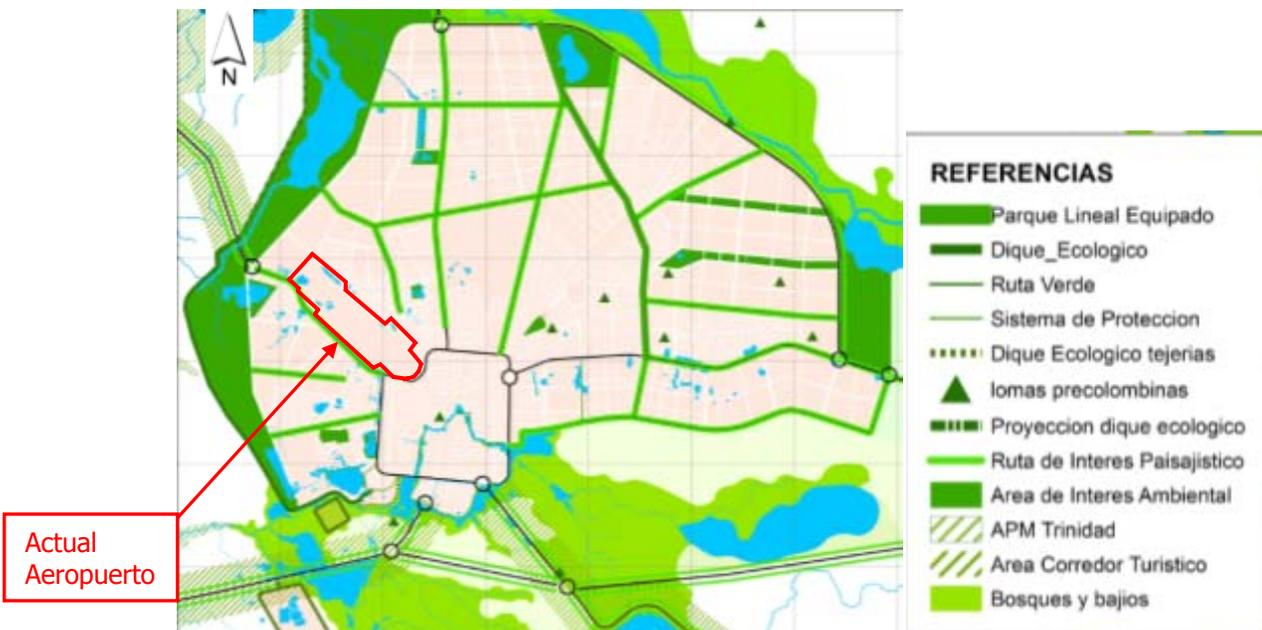 N
Actual
Aeropuerto
REFERENCIAS
Parque Lineal Equipado
Dique_Ecologico
Ruta Verde
Sistema de Proteccion
Dique Ecologico tejerias
lomas precolombinas
Proyeccion dique ecologico
Ruta de Interes Paisajistico
Area de Interes Ambiental
APM Trinidad
Area Corredor Turistico
Bosques y bajios